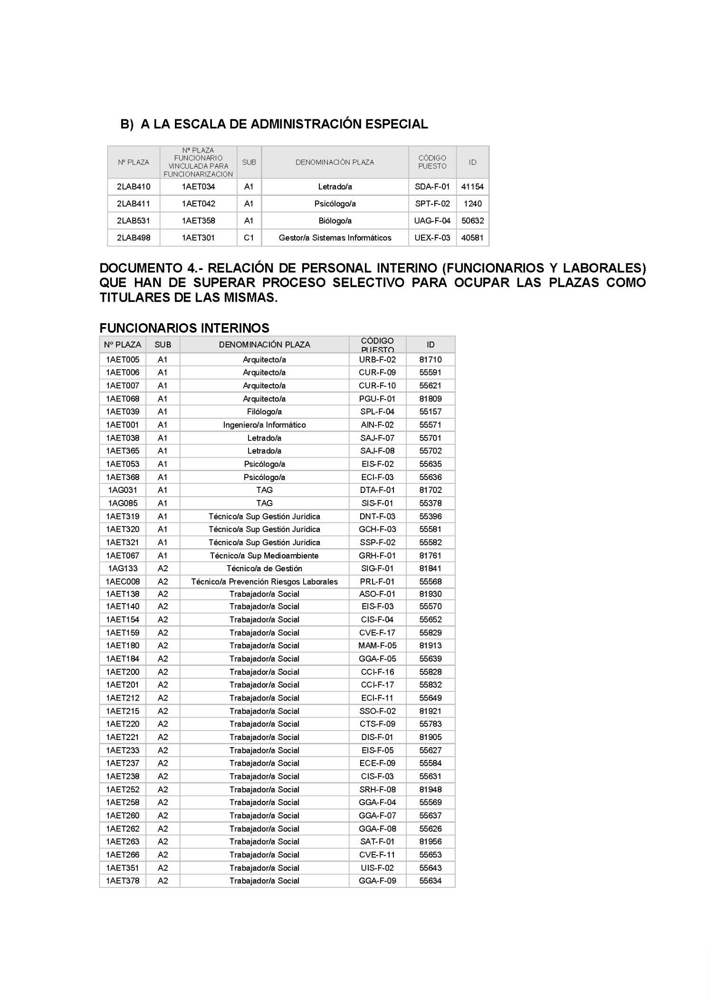 B) A LA ESCALA DE ADMINISTRACIÓN ESPECIAL
Nº PLAZA Nª PLAZA FUNCIONARIO VINCULADA PARA FUNCIONARIZACION SUB DENOMINACIÓN PLAZA CÓDIGO PUESTO ID
2LAB410 1AET034 A1 Letrado/a SDA-F-01 41154
2LAB411 1AET042 A1 Psicólogo/a SPT-F-02 1240
2LAB531 1AET358 A1 Biólogo/a UAG-F-04 50632
2LAB498 1AET301 C1 Gestor/a Sistemas Informáticos UEX-F-03 40581
DOCUMENTO 4.- RELACIÓN DE PERSONAL INTERINO (FUNCIONARIOS Y LABORALES)
QUE HAN DE SUPERAR PROCESO SELECTIVO PARA OCUPAR LAS PLAZAS COMO
TITULARES DE LAS MISMAS.
FUNCIONARIOS INTERINOS
Nº PLAZA SUB DENOMINACIÓN PLAZA CÓDIGO PUESTO ID
1AET005 A1 Arquitecto/a URB-F-02 81710
1AET006 A1 Arquitecto/a CUR-F-09 55591
1AET007 A1 Arquitecto/a CUR-F-10 55621
1AET068 A1 Arquitecto/a PGU-F-01 81809
1AET039 A1 Filólogo/a SPL-F-04 55157
1AET001 A1 Ingeniero/a Informático AIN-F-02 55571
1AET038 A1 Letrado/a SAJ-F-07 55701
1AET365 A1 Letrado/a SAJ-F-08 55702
1AET053 A1 Psicólogo/a EIS-F-02 55635
1AET368 A1 Psicólogo/a ECI-F-03 55636
1AG031 A1 TAG DTA-F-01 81702
1AG085 A1 TAG SIS-F-01 55378
1AET319 A1 Técnico/a Sup Gestión Jurídica DNT-F-03 55396
1AET320 A1 Técnico/a Sup Gestión Jurídica GCH-F-03 55581
1AET321 A1 Técnico/a Sup Gestión Jurídica SSP-F-02 55582
1AET067 A1 Técnico/a Sup Medioambiente GRH-F-01 81761
1AG133 A2 Técnico/a de Gestión SIG-F-01 81841
1AEC008 A2 Técnico/a Prevención Riesgos Laborales PRL-F-01 55568
1AET138 A2 Trabajador/a Social ASO-F-01 81930
1AET140 A2 Trabajador/a Social EIS-F-03 55570
1AET154 A2 Trabajador/a Social CIS-F-04 55652
1AET159 A2 Trabajador/a Social CVE-F-17 55829
1AET180 A2 Trabajador/a Social MAM-F-05 81913
1AET184 A2 Trabajador/a Social GGA-F-05 55639
1AET200 A2 Trabajador/a Social CCI-F-16 55828
1AET201 A2 Trabajador/a Social CCI-F-17 55832
1AET212 A2 Trabajador/a Social ECI-F-11 55649
1AET215 A2 Trabajador/a Social SSO-F-02 81921
1AET220 A2 Trabajador/a Social CTS-F-09 55783
1AET221 A2 Trabajador/a Social DIS-F-01 81905
1AET233 A2 Trabajador/a Social EIS-F-05 55627
1AET237 A2 Trabajador/a Social ECE-F-09 55584
1AET238 A2 Trabajador/a Social CIS-F-03 55631
1AET252 A2 Trabajador/a Social SRH-F-08 81948
1AET258 A2 Trabajador/a Social GGA-F-04 55569
1AET260 A2 Trabajador/a Social GGA-F-07 55637
1AET262 A2 Trabajador/a Social GGA-F-08 55626
1AET263 A2 Trabajador/a Social SAT-F-01 81956
1AET266 A2 Trabajador/a Social CVE-F-11 55653
1AET351 A2 Trabajador/a Social UIS-F-02 55643
1AET378 A2 Trabajador/a Social GGA-F-09 55634